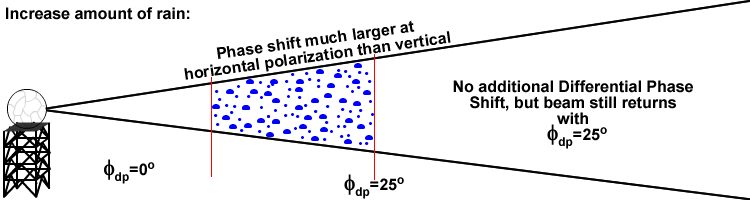 Increase amount of rain:
Phase shift much larger at
horizontal polarization than vertical
No additional Differential Phase
Shift, but beam still returns
with
ϕdp=25º
ϕdp=0º
ϕdp=25º